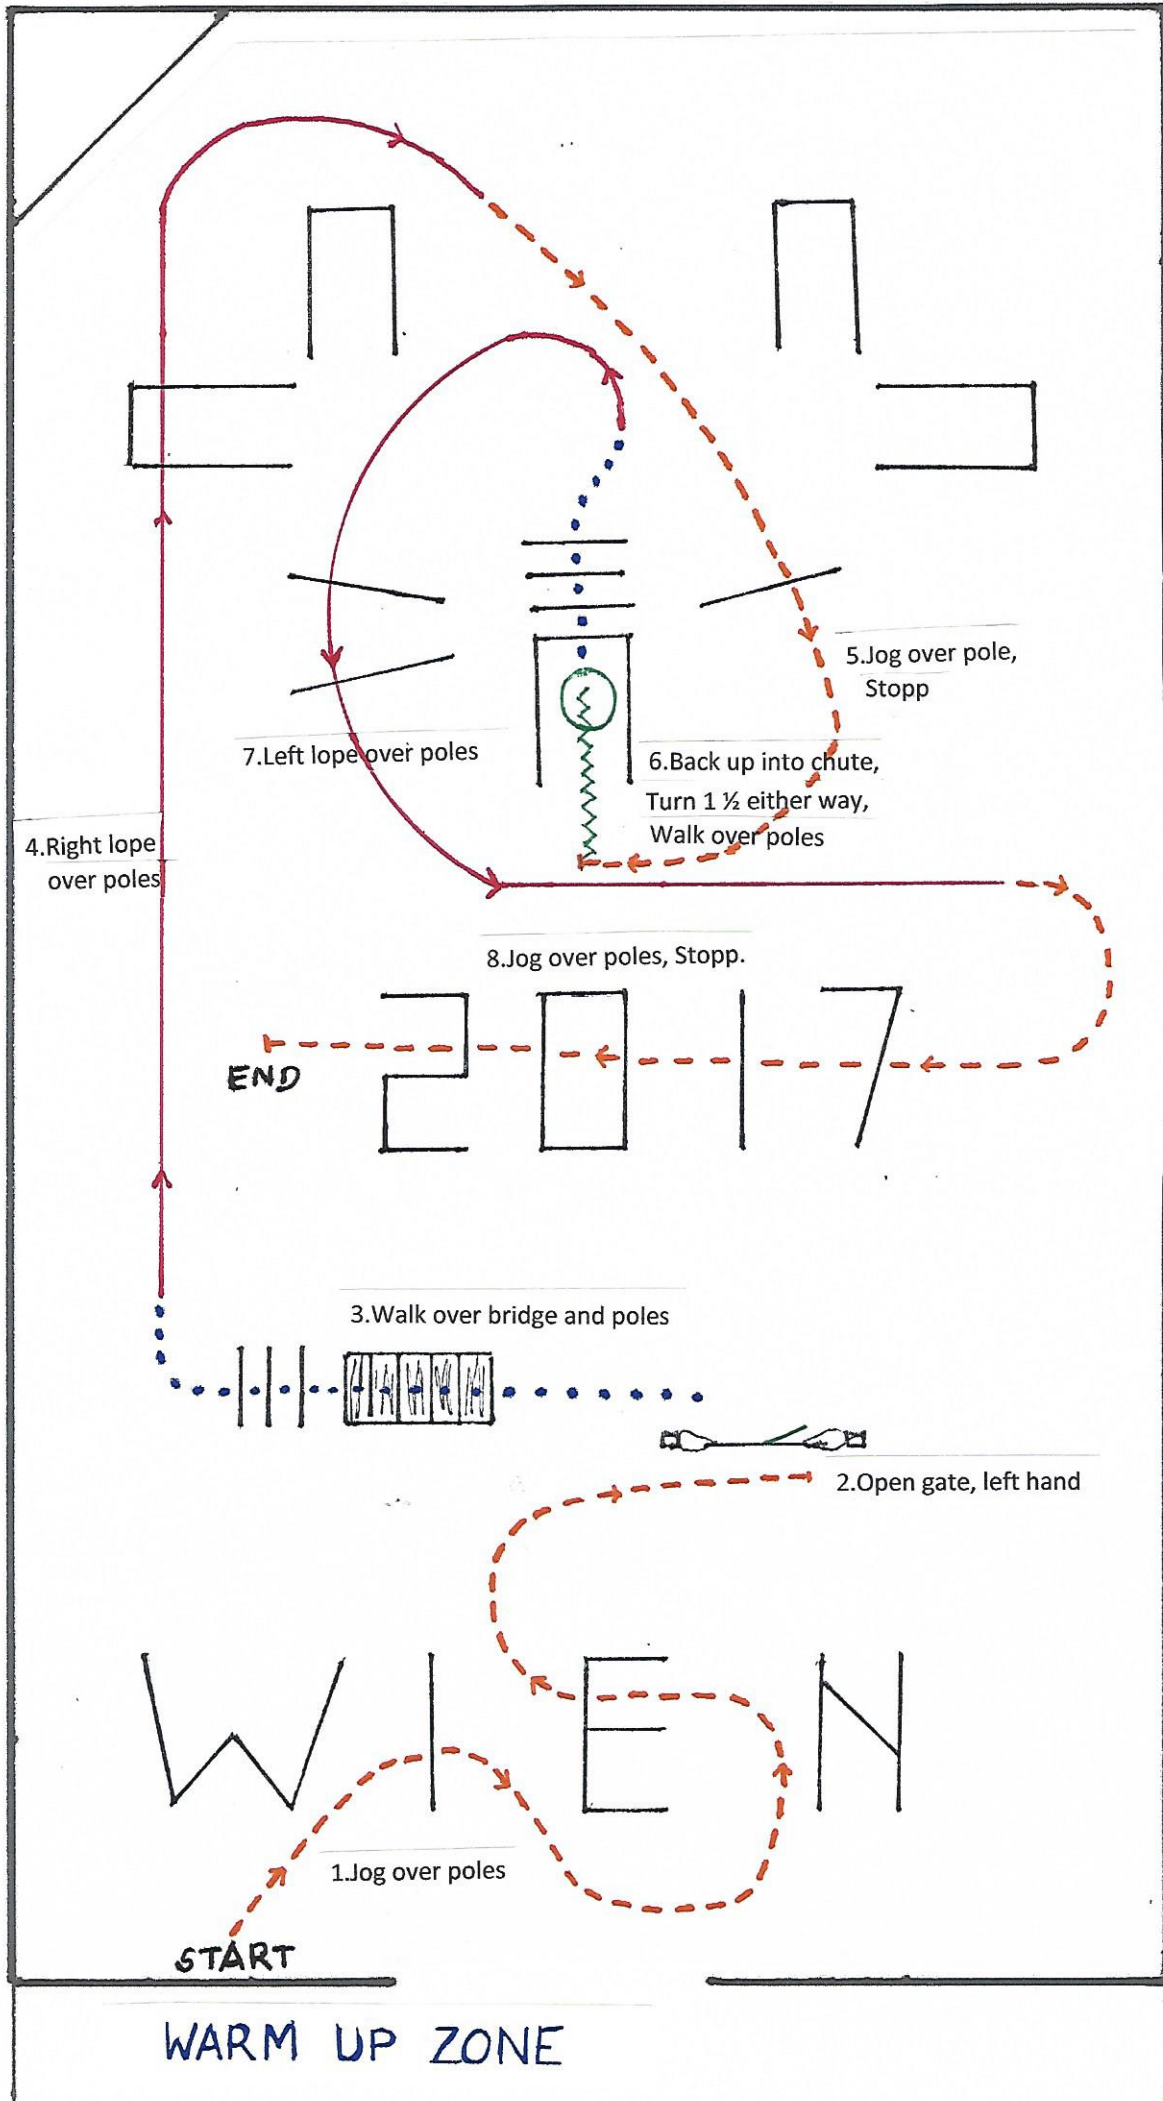 5.Jog over pole,
Stopp
7.Left lope over poles
6.Back up into chute,
Turn 1 ½ either way,
Walk over poles
4.Right lope
over poles
8.Jog over poles, Stopp.
2017
END
3.Walk over bridge and poles
2.Open gate, left hand
WIEN
1.Jog over poles
START
WARM UP ZONE